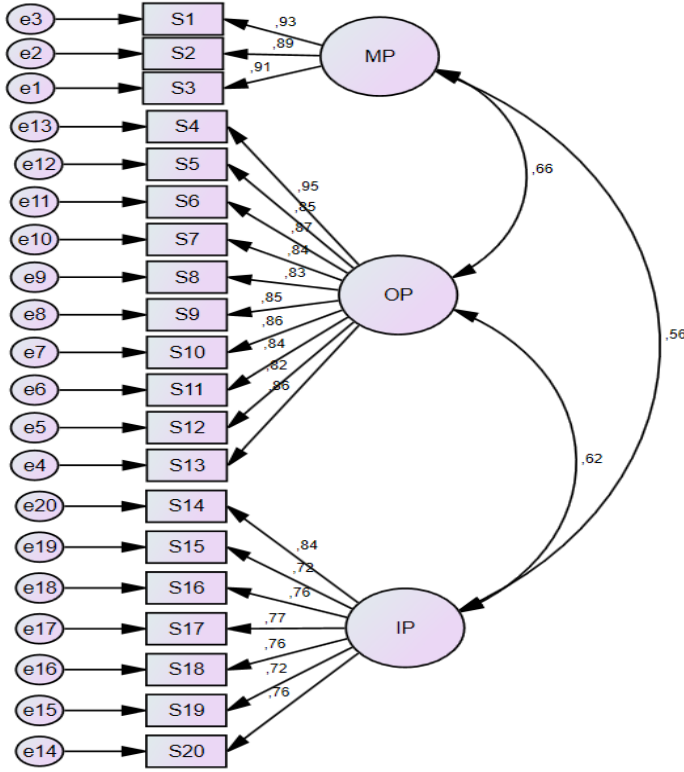 e3 S1 ,93
e2 S2 ,89 MP
e1 S3 ,91
e13 S4
e12 S5 ,95 ,66
e11 S6 ,85
e10 S7 ,87
,84
e9 S8 ,83
e8 S9 ,85 OP
e7 S10 ,86 ,56
e6 S11 ,84
,82
e5 S12 ,86
e4 S13 ,62
e20 S14
e19 S15 ,84
,72
e18 S16 ,76
e17 S17 ,77 IP
e16 S18 ,76
e15 S19 ,72
,76
e14 S20